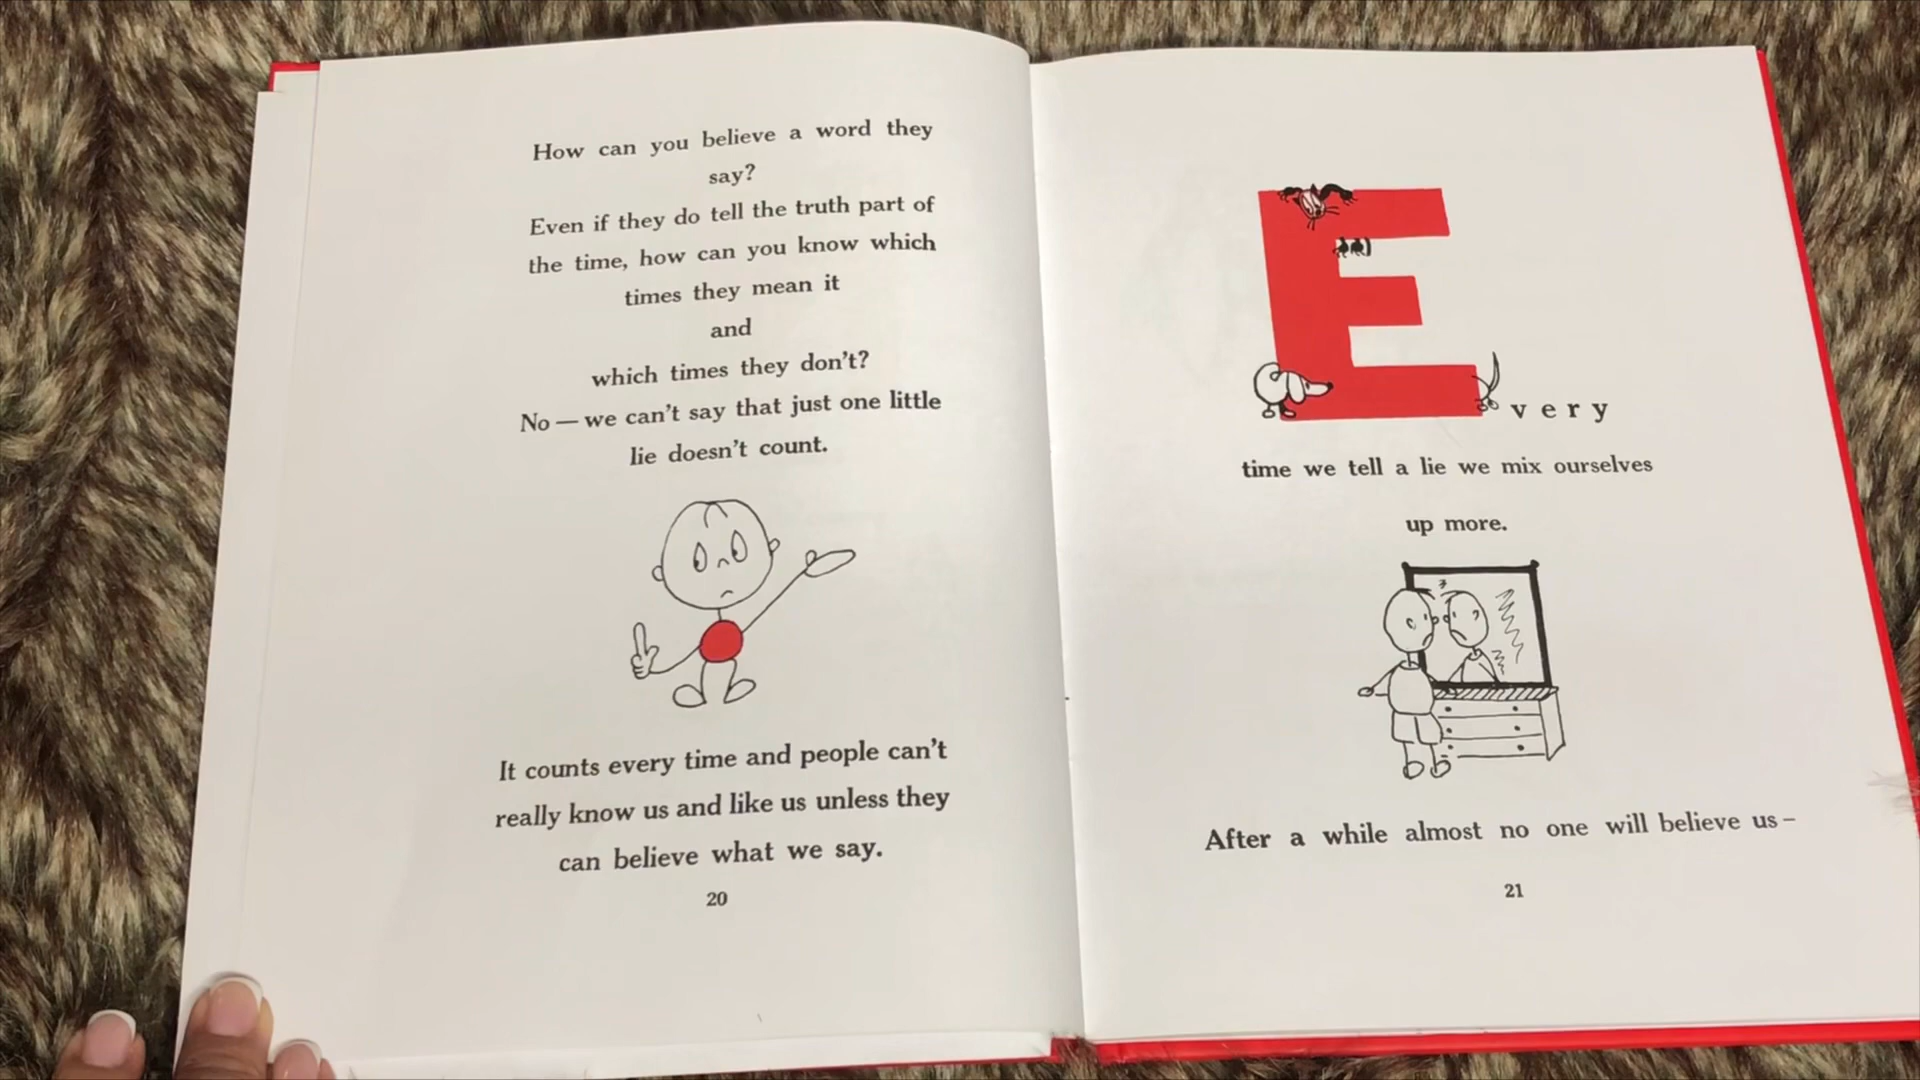 How can you believe a word they
say?
Even if they do tell the truth part of
the time, how can you know which
times they mean it
and
which times they don't?
No — we can't say that just one little
lie doesn't count.
It counts every time and people can't
really know us and like us unless they
can believe what we say.
20
Every
time we tell a lie we mix ourselves
up more.
After a while almost no one will believe us –
21